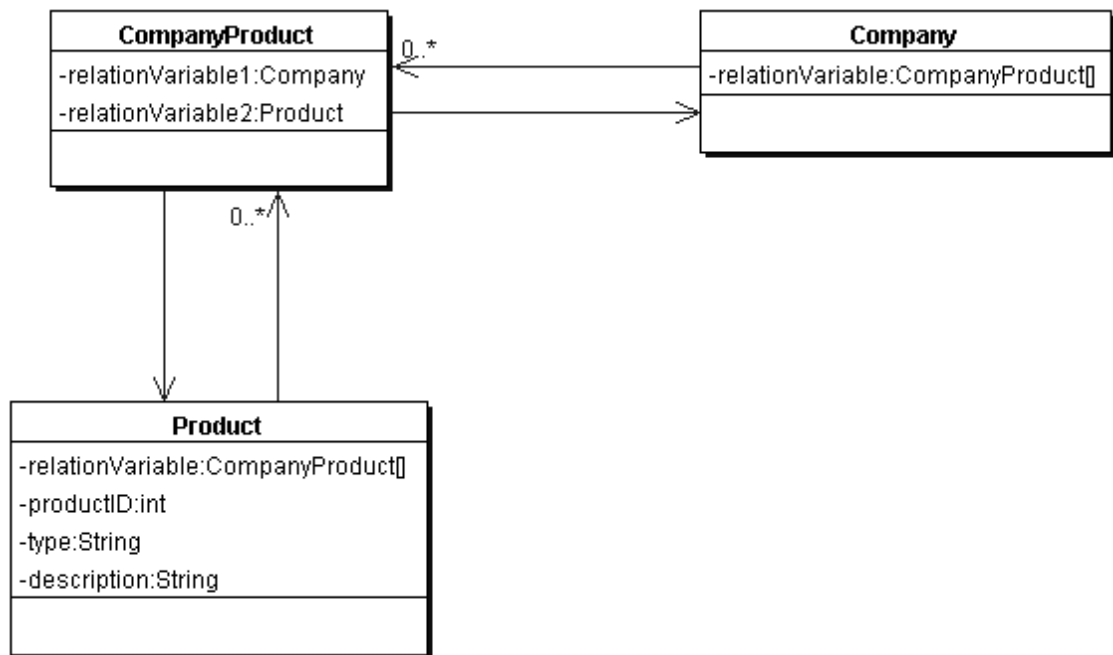 CompanyProduct
-relationVariable1:Company
-relationVariable2:Product
0..*
Company
-relationVariable:CompanyProduct[]
0..*
Product
-relationVariable:CompanyProduct[]
-productID:int
-type:String
-description:String